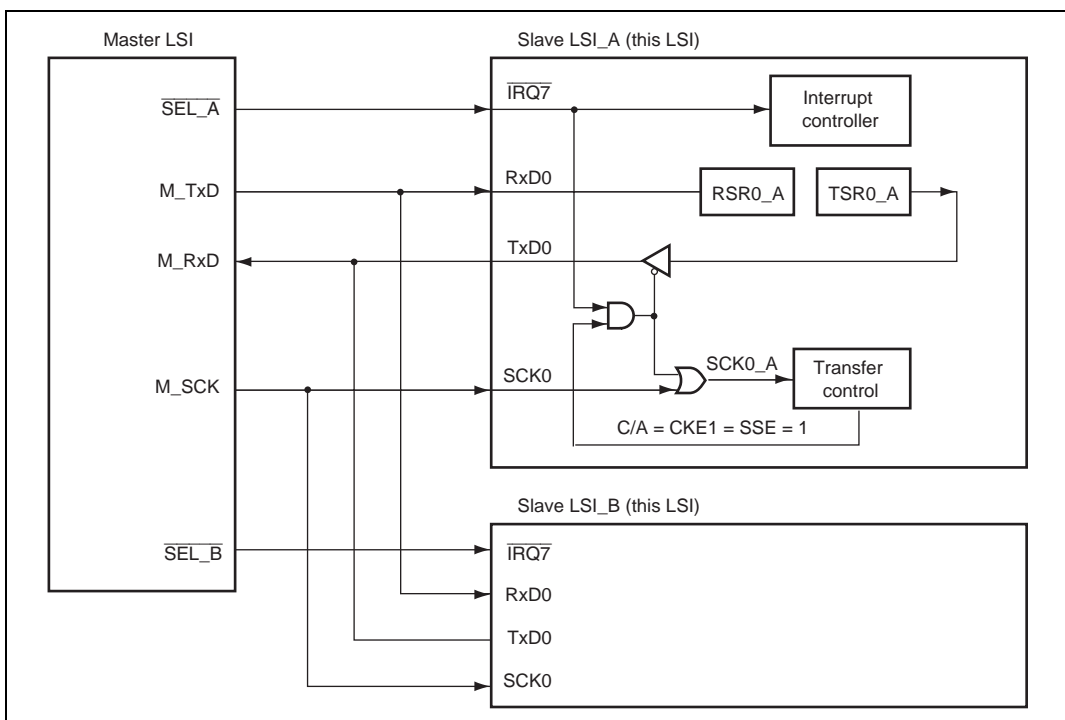 Master LSI
SEL_A
M_TxD
M_RxD
M_SCK
SEL_B
Slave LSI_A (this LSI)
IRQ7
Interrupt
controller
RxD0
RSR0_A
TSR0_A
TxD0
SCK0
SCK0_A
Transfer
control
C/A = CKE1 = SSE = 1
Slave LSI_B (this LSI)
IRQ7
RxD0
TxD0
SCK0